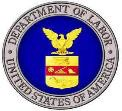 DEPARTMENT OF LABOR
UNITED STATES OF AMERICA